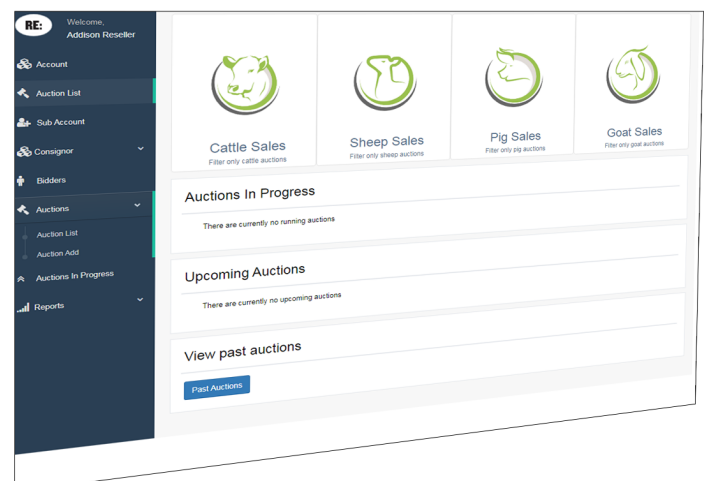 RE:
Welcome,
Addison Reseller
Account
Auction List
Sub Account
Consignor
Bidders
Auctions
Auction List
Auction Add
Auctions In Progress
Reports
Cattle Sales
Filter only cattle auctions
Sheep Sales
Filter only sheep auctions
Pig Sales
Filter only pig auctions
Goat Sales
Filter only goat auctions
Auctions In Progress
There are currently no running auctions
Upcoming Auctions
There are currently no upcoming auctions
View past auctions
Past Auctions